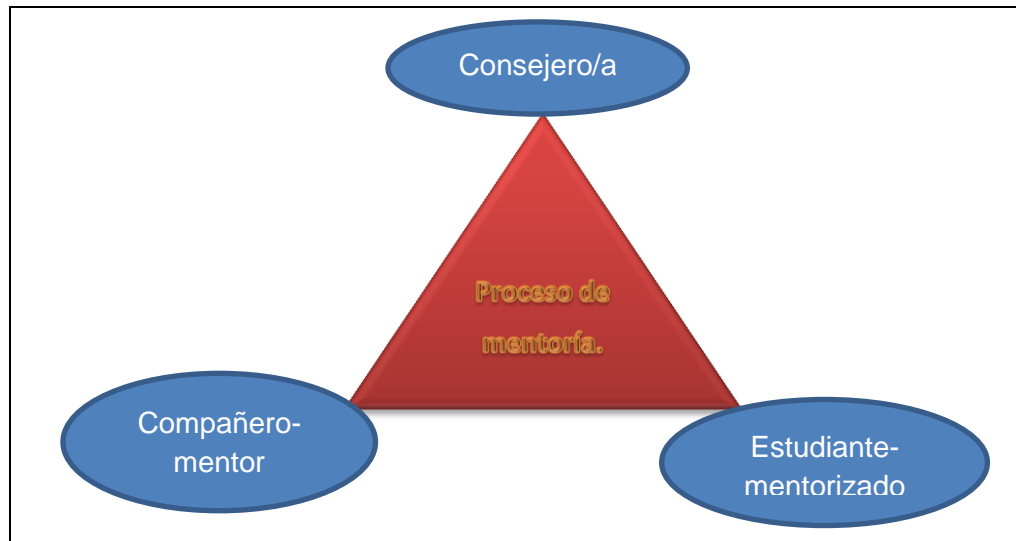 Consejero/a
Proceso de
mentoría.
Compañero-
mentor
Estudiante-
mentorizado